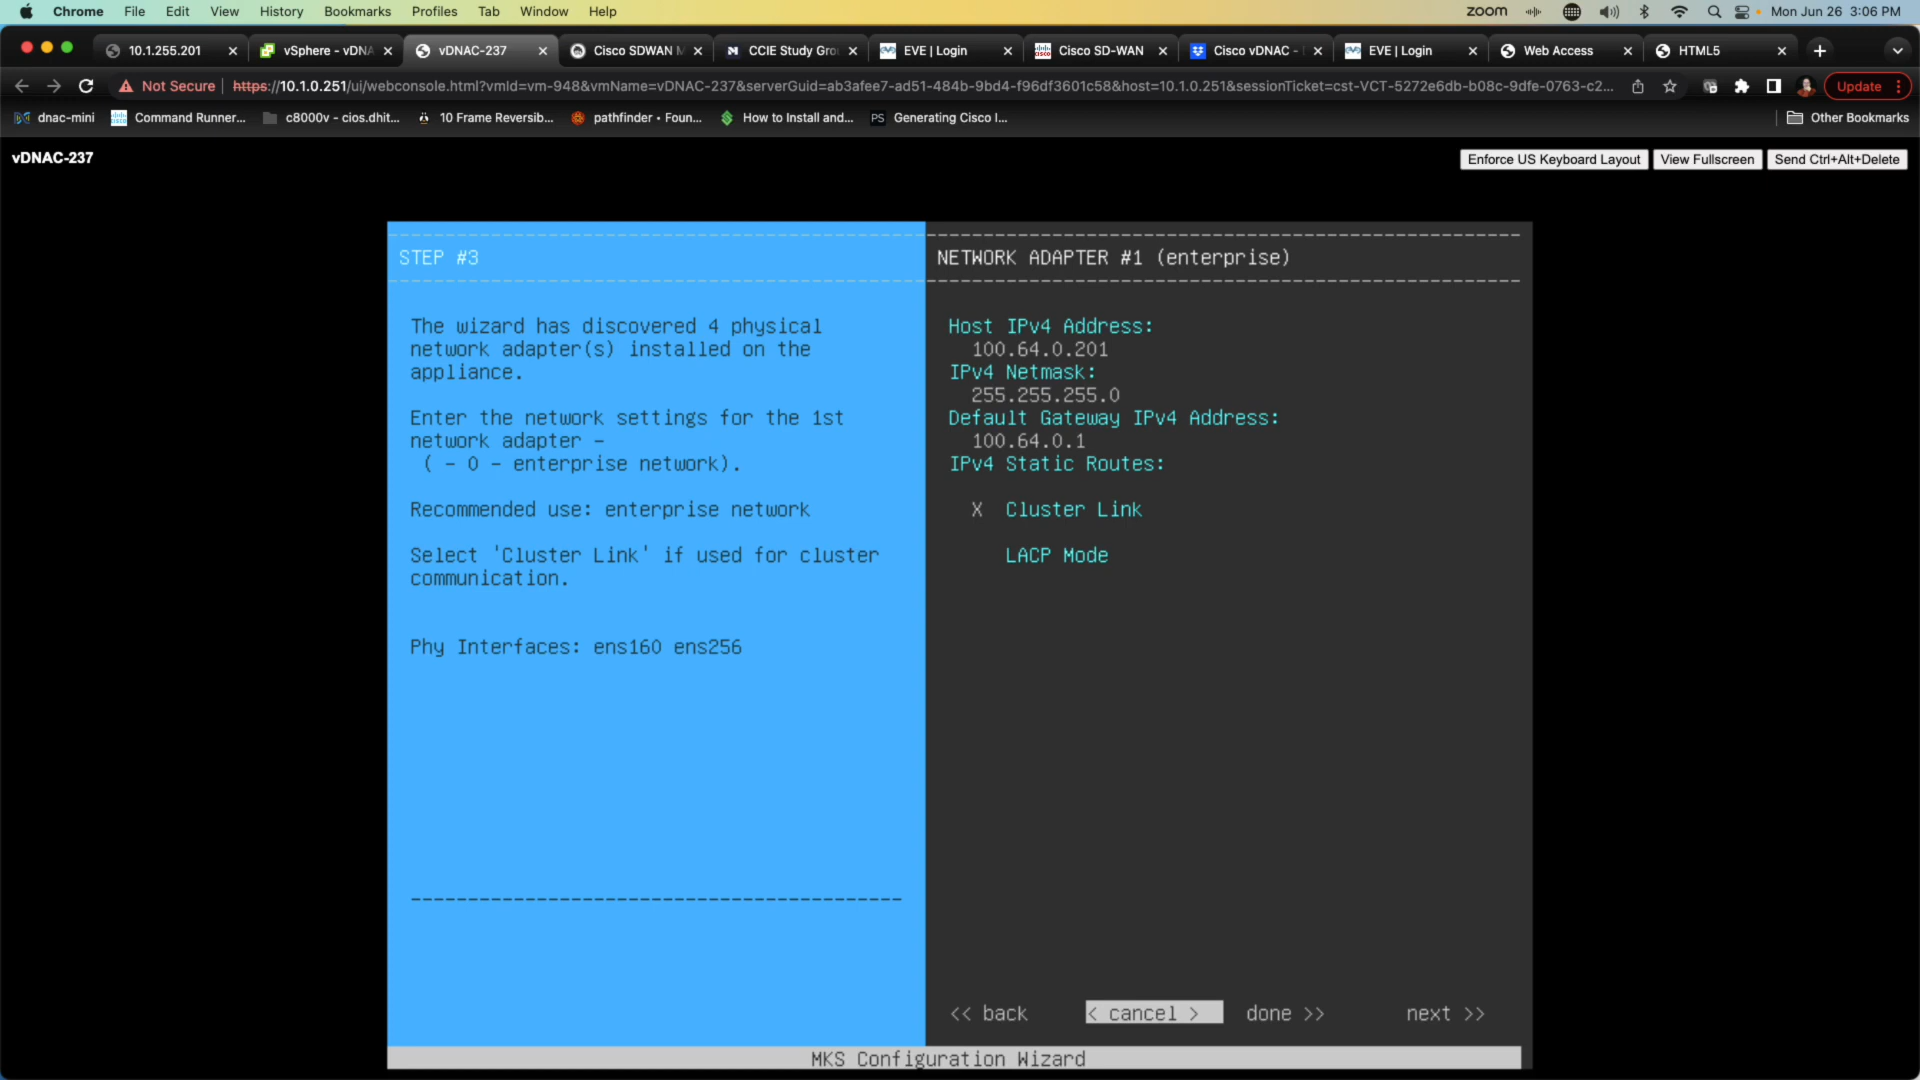 Chrome File Edit View History Bookmarks Profiles Tab Window Help zoom Mon Jun 26 3:06 PM
10.1.255.201 vSphere - vDNA vDNAC-237 Cisco SDWAN M CCIE Study Gro EVE | Login Cisco SD-WAN Cisco vDNAC - EVE | Login Web Access HTML5
Not Secure https://10.1.0.251/ui/webconsole.html?vmId=vm-948&vmName=vDNAC-237&serverGuid=ab3afee7-ad51-484b-9bd4-f96df3601c58&host=10.1.0.251&sessionTicket=cst-VCT-5272e6db-b08c-9dfe-0763-c2... Update
dnac-mini Command Runner... c8000v - cios.dhit... 10 Frame Reversib... pathfinder • Foun... How to Install and... PS Generating Cisco I... Other Bookmarks
vDNAC-237 Enforce US Keyboard Layout View Fullscreen Send Ctrl+Alt+Delete
STEP #3
The wizard has discovered 4 physical
network adapter(s) installed on the
appliance.
Enter the network settings for the 1st
network adapter -
( - 0 - enterprise network).
Recommended use: enterprise network
Select 'Cluster Link' if used for cluster
communication.
Phy Interfaces: ens160 ens256
NETWORK ADAPTER #1 (enterprise)
Host IPv4 Address:
100.64.0.201
IPv4 Netmask:
255.255.255.0
Default Gateway IPv4 Address:
100.64.0.1
IPv4 Static Routes:
X Cluster Link
LACP Mode
<< back < cancel > done >> next >>
MKS Configuration Wizard